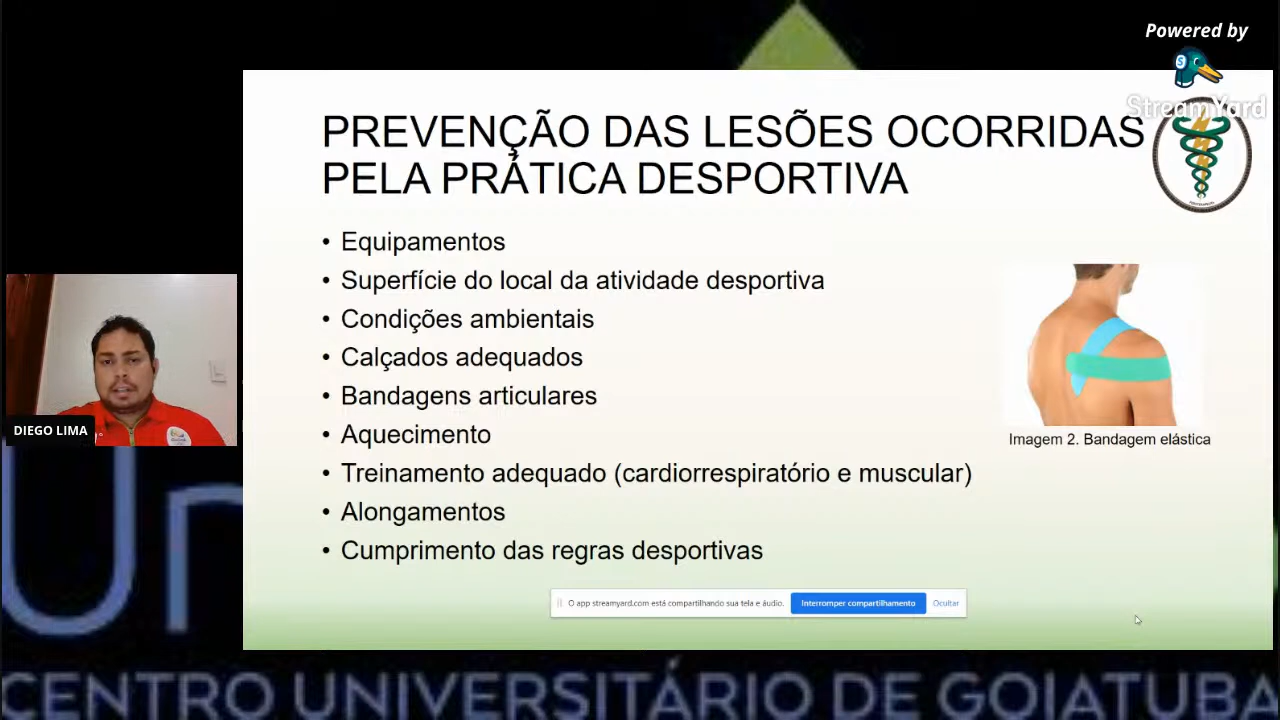 Powered by
StreamYard
PREVENÇÃO DAS LESÕES OCORRIDAS
PELA PRÁTICA DESPORTIVA
• Equipamentos
• Superfície do local da atividade desportiva
• Condições ambientais
• Calçados adequados
• Bandagens articulares
• Aquecimento
• Treinamento adequado (cardiorrespiratório e muscular)
• Alongamentos
• Cumprimento das regras desportivas
Imagem 2. Bandagem elástica
DIEGO LIMA
O app streamyard.com está compartilhando sua tela e áudio.
Interromper compartilhamento
Ocultar
Un
CENTRO UNIVERSITÁRIO DE GOIATUBA